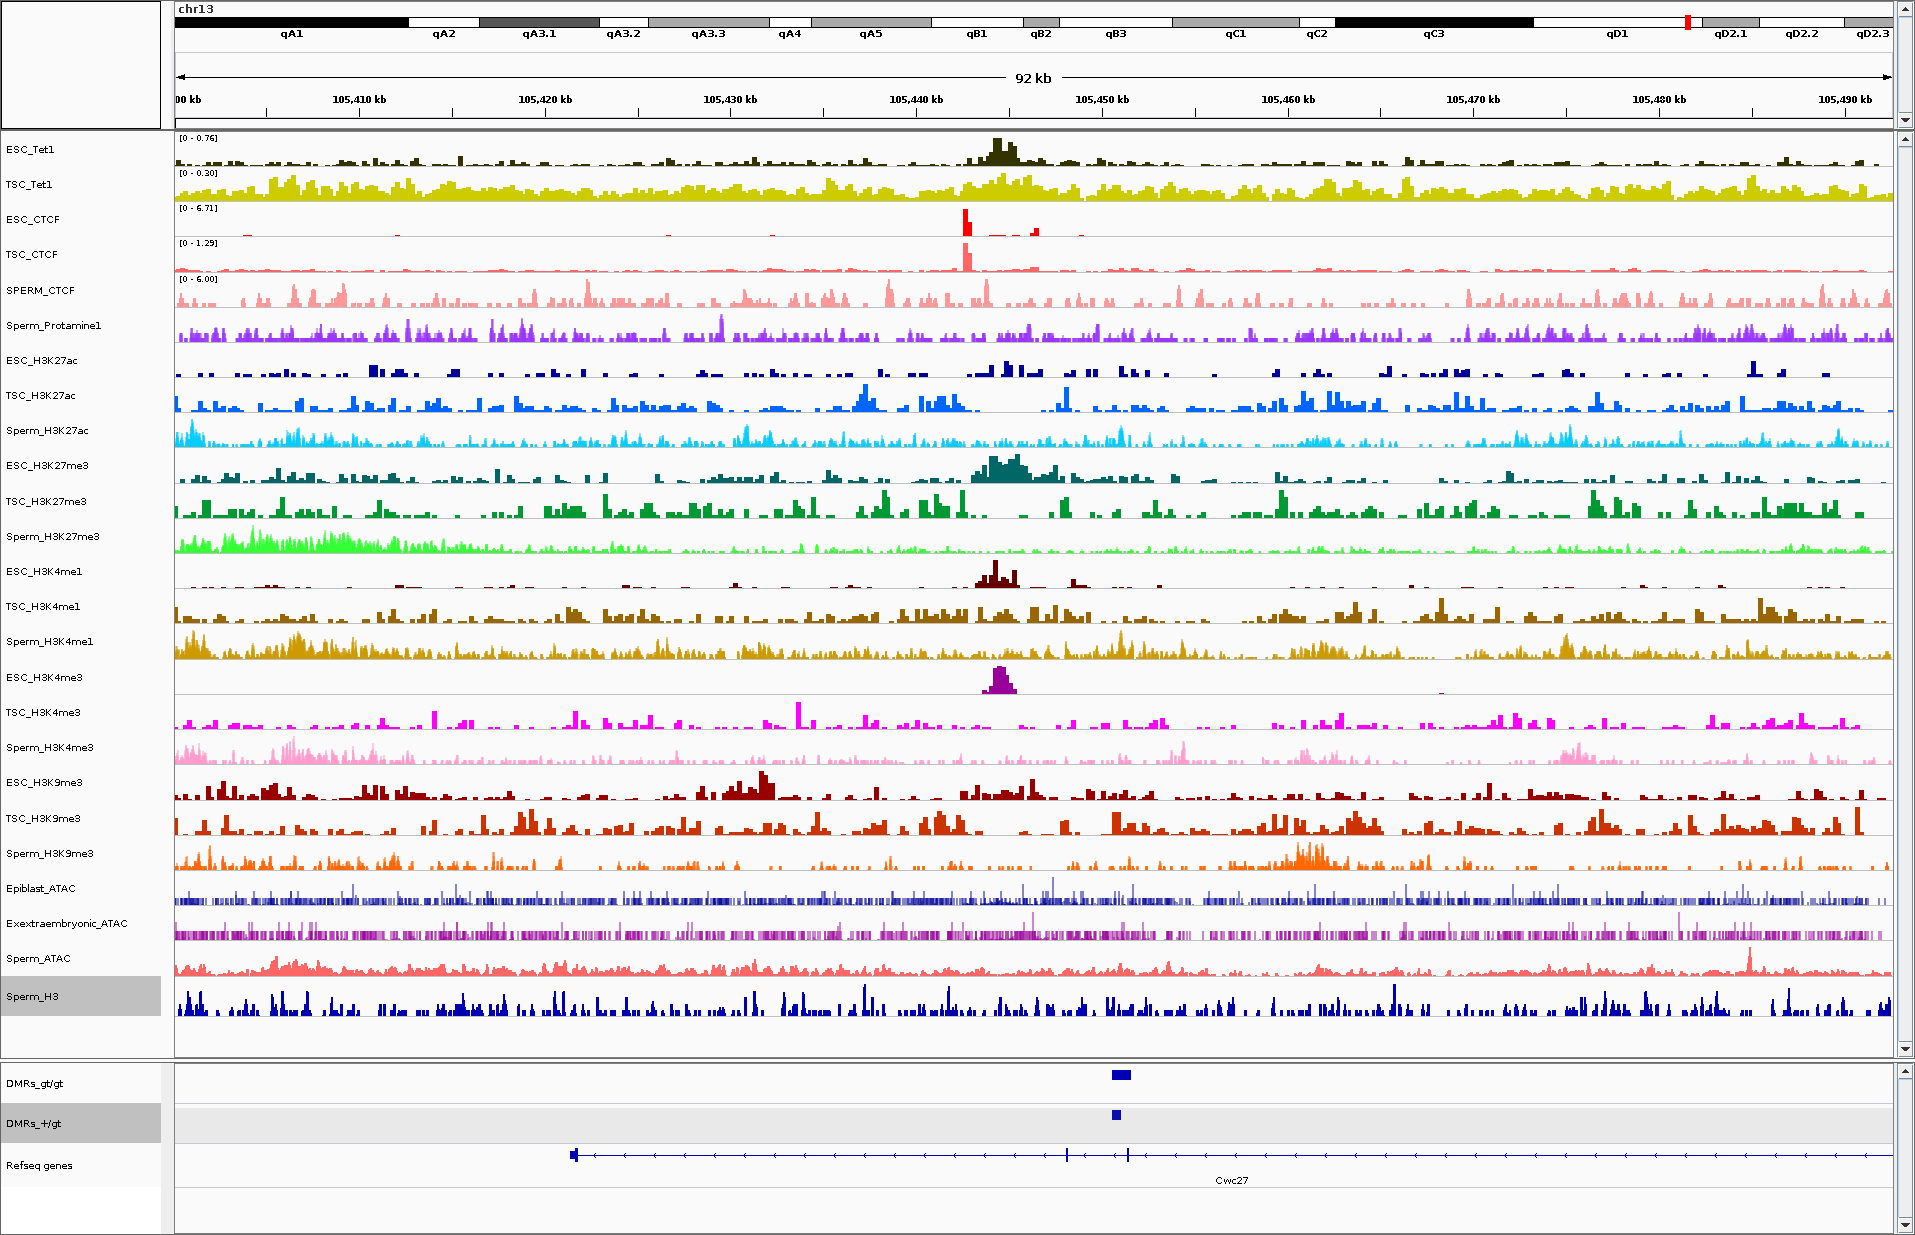 chr13
qA1 qA2 qA3.1 qA3.2 qA3.3 qA4 qA5 qB1 qB2 qB3 qC1 qC2 qC3 qD1 qD2.1 qD2.2 qD2.3
92 kb
00 kb 105,410 kb 105,420 kb 105,430 kb 105,440 kb 105,450 kb 105,460 kb 105,470 kb 105,480 kb 105,490 kb
ESC_Tet1 [0 - 0.76]
TSC_Tet1 [0 - 0.30]
ESC_CTCF [0 - 6.71]
TSC_CTCF [0 - 1.29]
SPERM_CTCF [0 - 6.00]
Sperm_Protamine1
ESC_H3K27ac
TSC_H3K27ac
Sperm_H3K27ac
ESC_H3K27me3
TSC_H3K27me3
Sperm_H3K27me3
ESC_H3K4me1
TSC_H3K4me1
Sperm_H3K4me1
ESC_H3K4me3
TSC_H3K4me3
Sperm_H3K4me3
ESC_H3K9me3
TSC_H3K9me3
Sperm_H3K9me3
Epiblast_ATAC
Exextraembryonic_ATAC
Sperm_ATAC
Sperm_H3
DMRs_gt/gt
DMRs_+/gt
Refseq genes
Cwc27